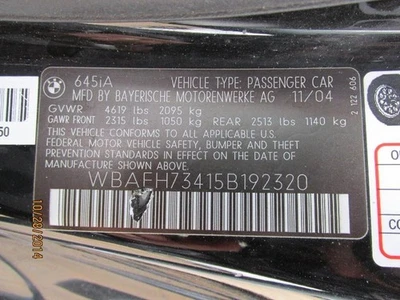 645iA VEHICLE TYPE: PASSENGER CAR
MFD BY BAYERISCHE MOTORENWERKE AG 11/04
GVWR 4619 lbs 2095 kg
GAWR FRONT 2315 lbs 1050 kg REAR 2513 lbs 1140 kg
THIS VEHICLE CONFORMS TO ALL APPLICABLE U.S.
FEDERAL MOTOR VEHICLE SAFETY, BUMPER AND THEFT
PREVENTION STANDARDS IN EFFECT ON THE DATE
OF MANUFACTURE SHOWN ABOVE.
WBAEH73415B192320
2 122 606
50
10/28/2014